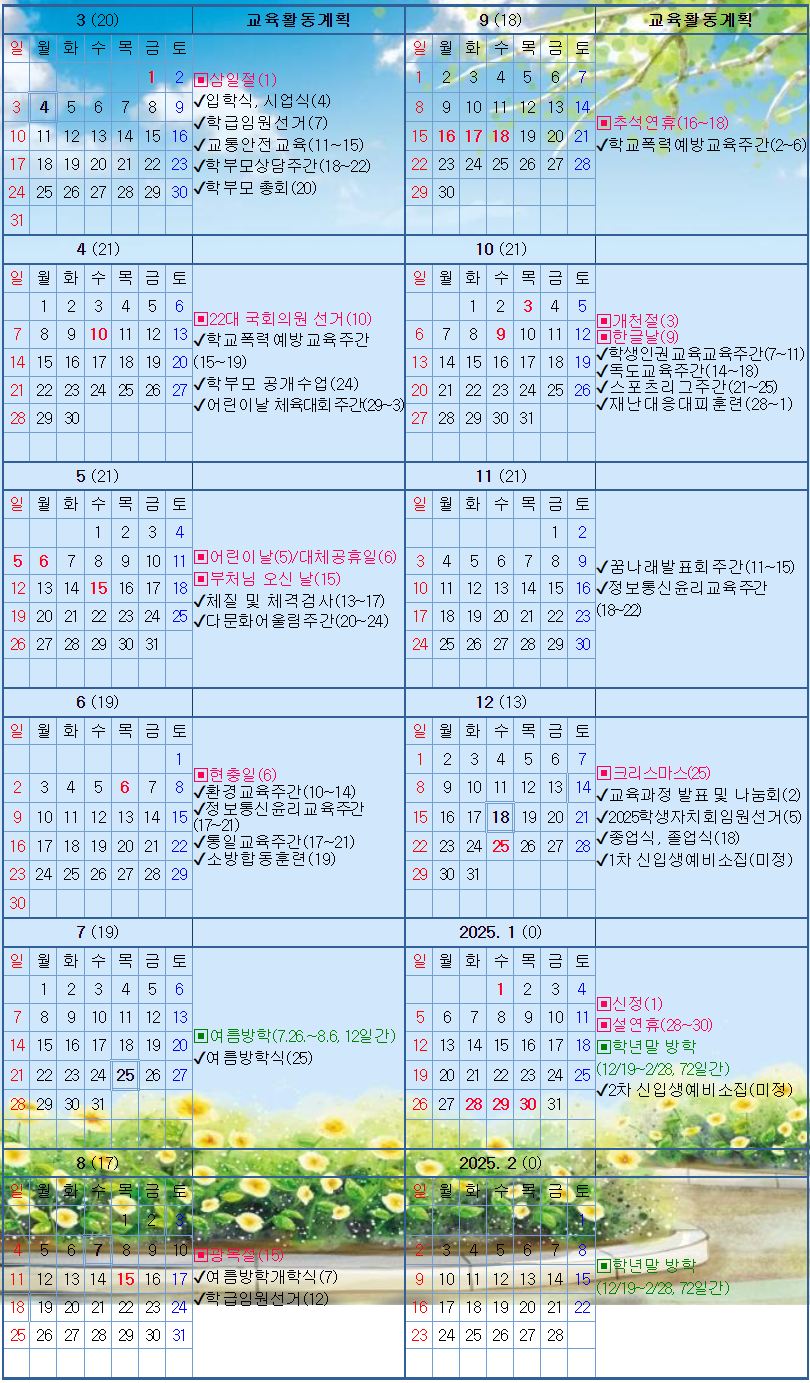 3 (20) 교육활동계획
일 월 화 수 목 금 토
1 2
3 4 5 6 7 8 9
10 11 12 13 14 15 16
17 18 19 20 21 22 23
24 25 26 27 28 29 30
31
▣삼일절(1)
✔입학식, 시업식(4)
✔학급임원선거(7)
✔교통안전교육(11~15)
✔학부모상담주간(18~22)
✔학부모 총회(20)
9 (18) 교육활동계획
일 월 화 수 목 금 토
1 2 3 4 5 6 7
8 9 10 11 12 13 14
15 16 17 18 19 20 21
22 23 24 25 26 27 28
29 30
▣추석연휴(16~18)
✔학교폭력예방교육주간(2~6)
4 (21)
일 월 화 수 목 금 토
1 2 3 4 5 6
7 8 9 10 11 12 13
14 15 16 17 18 19 20
21 22 23 24 25 26 27
28 29 30
▣22대 국회의원 선거(10)
✔학교폭력예방교육주간
(15~19)
✔학부모 공개수업(24)
✔어린이날 체육대회주간(29~3)
10 (21)
일 월 화 수 목 금 토
1 2 3 4 5
6 7 8 9 10 11 12
13 14 15 16 17 18 19
20 21 22 23 24 25 26
27 28 29 30 31
▣개천절(3)
▣한글날(9)
✔학생인권교육교육주간(7~11)
✔독도교육주간(14~18)
✔스포츠리그주간(21~25)
✔재난대응대피훈련(28~1)
5 (21)
일 월 화 수 목 금 토
1 2 3 4
5 6 7 8 9 10 11
12 13 14 15 16 17 18
19 20 21 22 23 24 25
26 27 28 29 30 31
▣어린이날(5)/대체공휴일(6)
▣부처님 오신 날(15)
✔체질 및 체격검사(13~17)
✔다문화어울림주간(20~24)
11 (21)
일 월 화 수 목 금 토
1 2
3 4 5 6 7 8 9
10 11 12 13 14 15 16
17 18 19 20 21 22 23
24 25 26 27 28 29 30
✔꿈나래발표회주간(11~15)
✔정보통신윤리교육주간
(18~22)
6 (19)
일 월 화 수 목 금 토
1
2 3 4 5 6 7 8
9 10 11 12 13 14 15
16 17 18 19 20 21 22
23 24 25 26 27 28 29
30
▣현충일(6)
✔환경교육주간(10~14)
✔정보통신윤리교육주간
(17~21)
✔통일교육주간(17~21)
✔소방합동훈련(19)
12 (13)
일 월 화 수 목 금 토
1 2 3 4 5 6 7
8 9 10 11 12 13 14
15 16 17 18 19 20 21
22 23 24 25 26 27 28
29 30 31
▣크리스마스(25)
✔교육과정 발표 및 나눔회(2)
✔2025학생자치회임원선거(5)
✔종업식, 졸업식(18)
✔1차 신입생예비소집(미정)
7 (19)
일 월 화 수 목 금 토
1 2 3 4 5 6
7 8 9 10 11 12 13
14 15 16 17 18 19 20
21 22 23 24 25 26 27
28 29 30 31
▣여름방학(7.26.~8.6, 12일간)
✔여름방학식(25)
2025. 1 (0)
일 월 화 수 목 금 토
1 2 3 4
5 6 7 8 9 10 11
12 13 14 15 16 17 18
19 20 21 22 23 24 25
26 27 28 29 30 31
▣신정(1)
▣설연휴(28~30)
▣학년말 방학
(12/19~2/28, 72일간)
✔2차 신입생예비소집(미정)
8 (17)
일 월 화 수 목 금 토
1 2 3
4 5 6 7 8 9 10
11 12 13 14 15 16 17
18 19 20 21 22 23 24
25 26 27 28 29 30 31
▣광복절(15)
✔여름방학개학식(7)
✔학급임원선거(12)
2025. 2 (0)
일 월 화 수 목 금 토
1
2 3 4 5 6 7 8
9 10 11 12 13 14 15
16 17 18 19 20 21 22
23 24 25 26 27 28
▣학년말 방학
(12/19~2/28, 72일간)